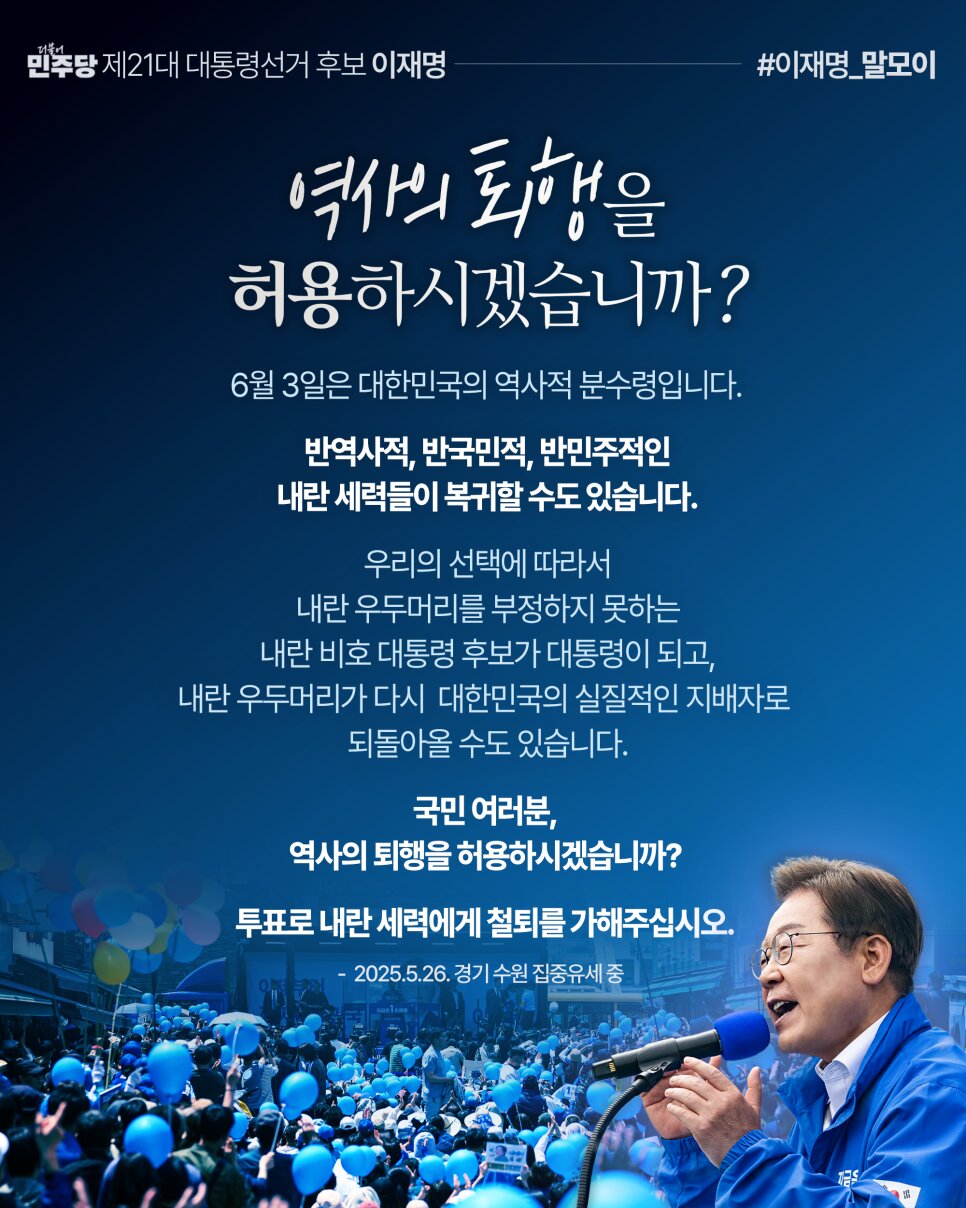 더불어
민주당 제21대 대통령선거 후보 이재명 #이재명_말모이
역사의 퇴행을
허용하시겠습니까?
6월 3일은 대한민국의 역사적 분수령입니다.
반역사적, 반국민적, 반민주적인
내란 세력들이 복귀할 수도 있습니다.
우리의 선택에 따라서
내란 우두머리를 부정하지 못하는
내란 비호 대통령 후보가 대통령이 되고,
내란 우두머리가 다시 대한민국의 실질적인 지배자로
되돌아올 수도 있습니다.
국민 여러분,
역사의 퇴행을 허용하시겠습니까?
투표로 내란 세력에게 철퇴를 가해주십시오.
- 2025.5.26. 경기 수원 집중유세 중